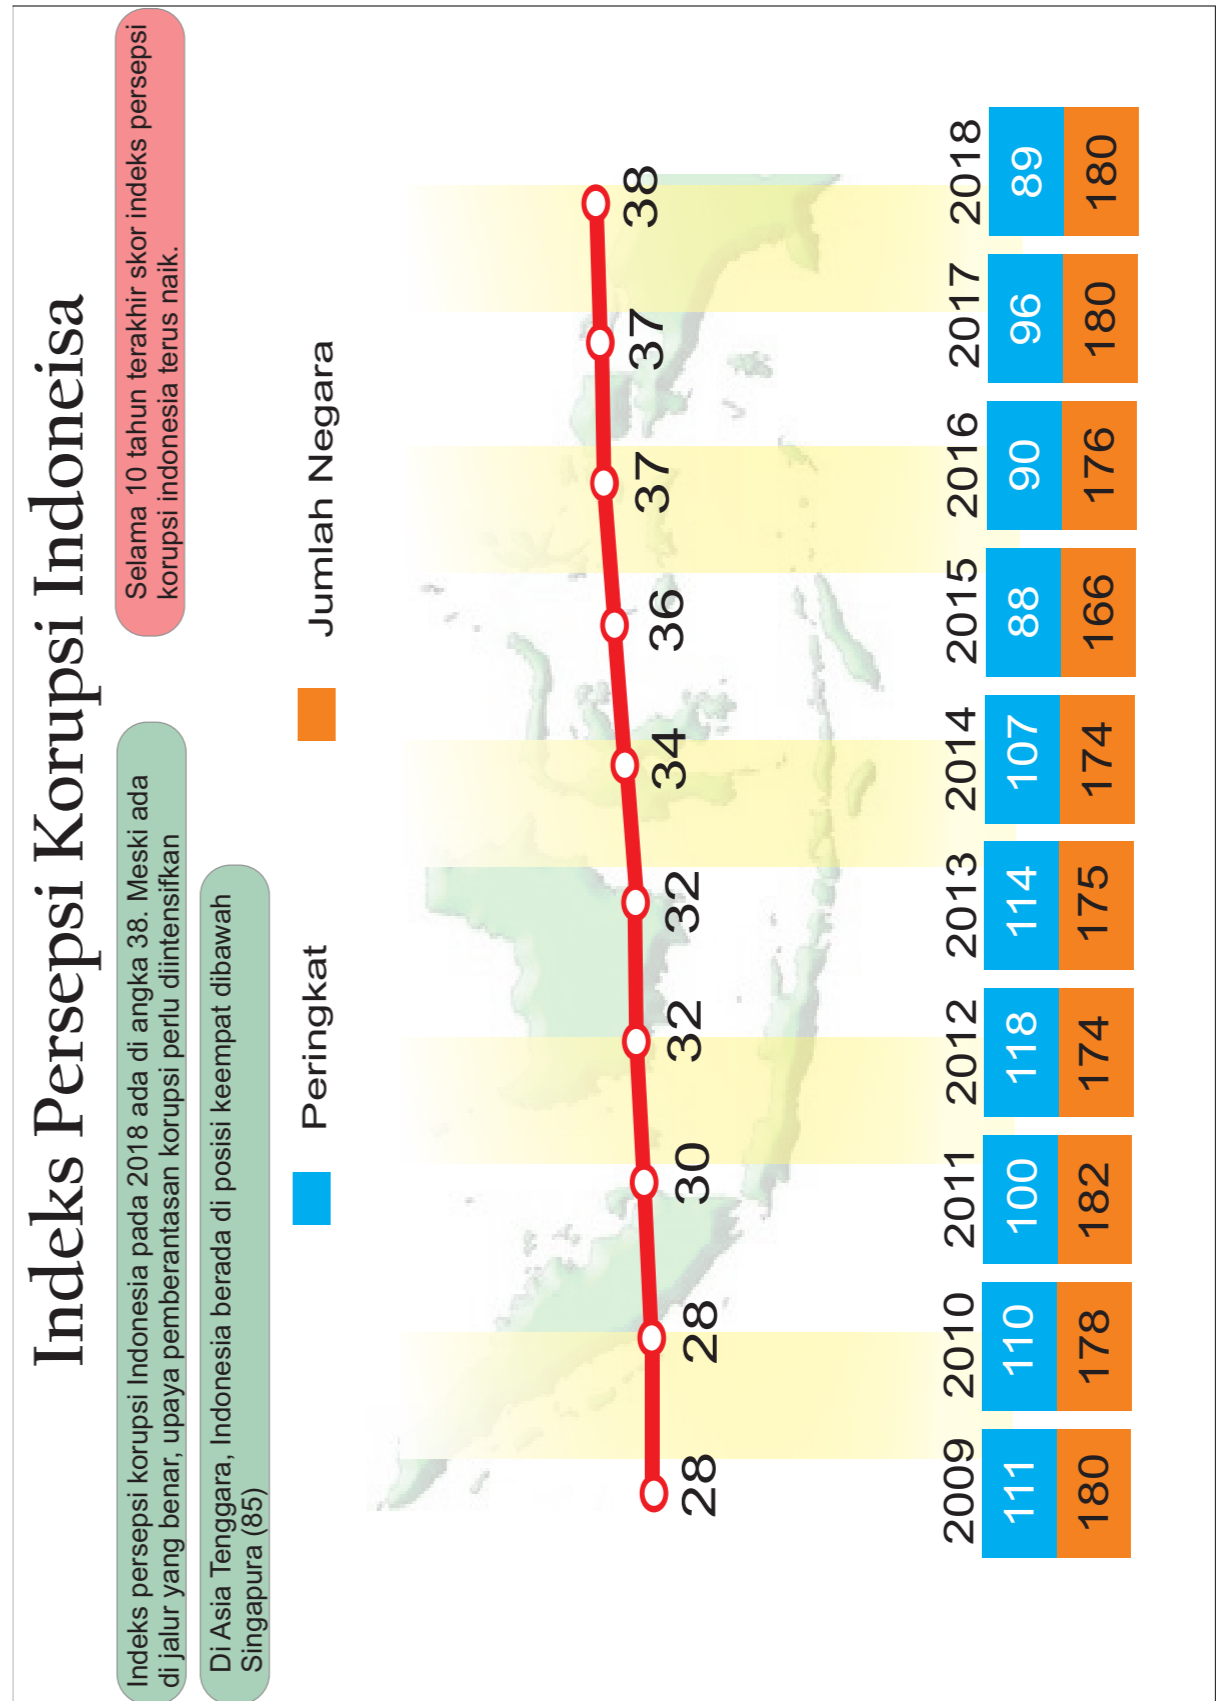 Indeks Persepsi Korupsi Indoneisa
Indeks persepsi korupsi Indonesia pada 2018 ada di angka 38. Meski ada
di jalur yang benar, upaya pemberantasan korupsi perlu diintensifkan
Selama 10 tahun terakhir skor indeks persepsi
korupsi indonesia terus naik.
Di Asia Tenggara, Indonesia berada di posisi keempat dibawah
Singapura (85)
Peringkat
Jumlah Negara
28 28 30 32 32 34 36 37 37 38
2009 2010 2011 2012 2013 2014 2015 2016 2017 2018
111 110 100 118 114 107 88 90 96 89
180 178 182 174 175 174 166 176 180 180